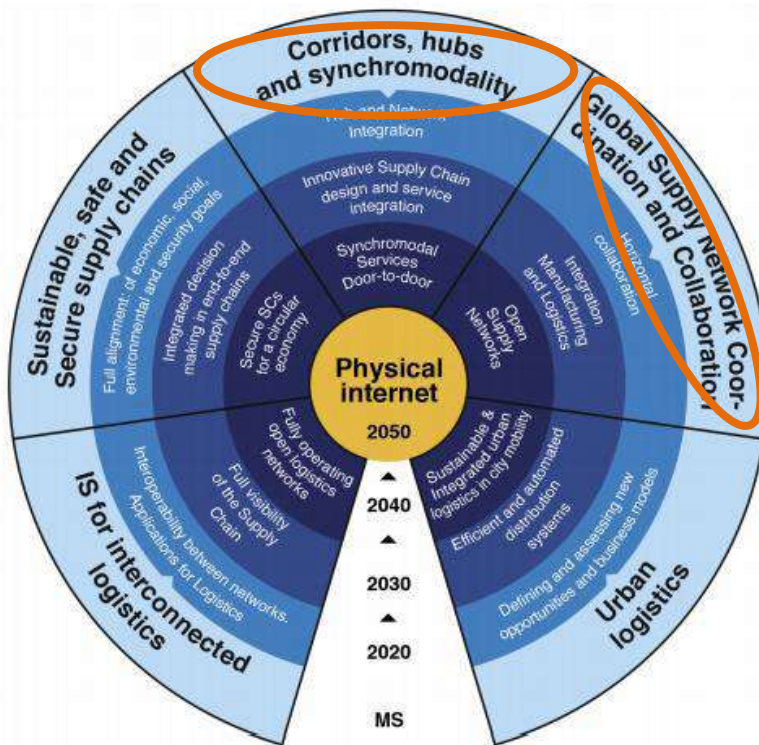 Corridors, hubs
and synchromodality
Hub and Network
Integration
Innovative Supply Chain
design and service
integration
Synchromodal
Services
Door-to-door
Global Supply Network Coor-
dination and Collaboration
Horizontal
collaboration
Integration
Manufacturing
and Logistics
Open
Supply
Networks
Urban
logistics
Defining and assessing new
opportunities and business models
Efficient and automated
distribution
systems
Sustainable &
Integrated urban
logistics in city mobility
IS for interconnected
logistics
Interoperability between networks.
Applications for Logistics
Full visibility
of the Supply
Chain
Fully operating
open logistics
networks
Sustainable, safe and
Secure supply chains
Full alignment: of economic, social,
environmental and security goals
Integrated decision
making in end-to-end
supply chains
Secure SCs
for a circular
economy
Physical
internet
2050
2040
2030
2020
MS